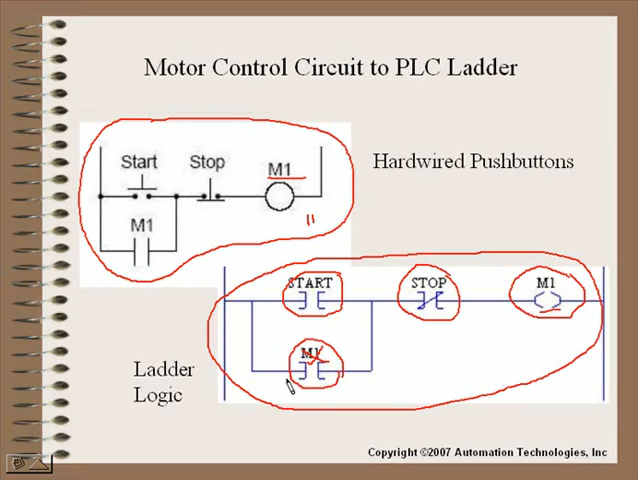 Motor Control Circuit to PLC Ladder
Start Stop M1
Hardwired Pushbuttons
M1
START STOP M1
M1
Ladder
Logic
Copyright ©2007 Automation Technologies, Inc